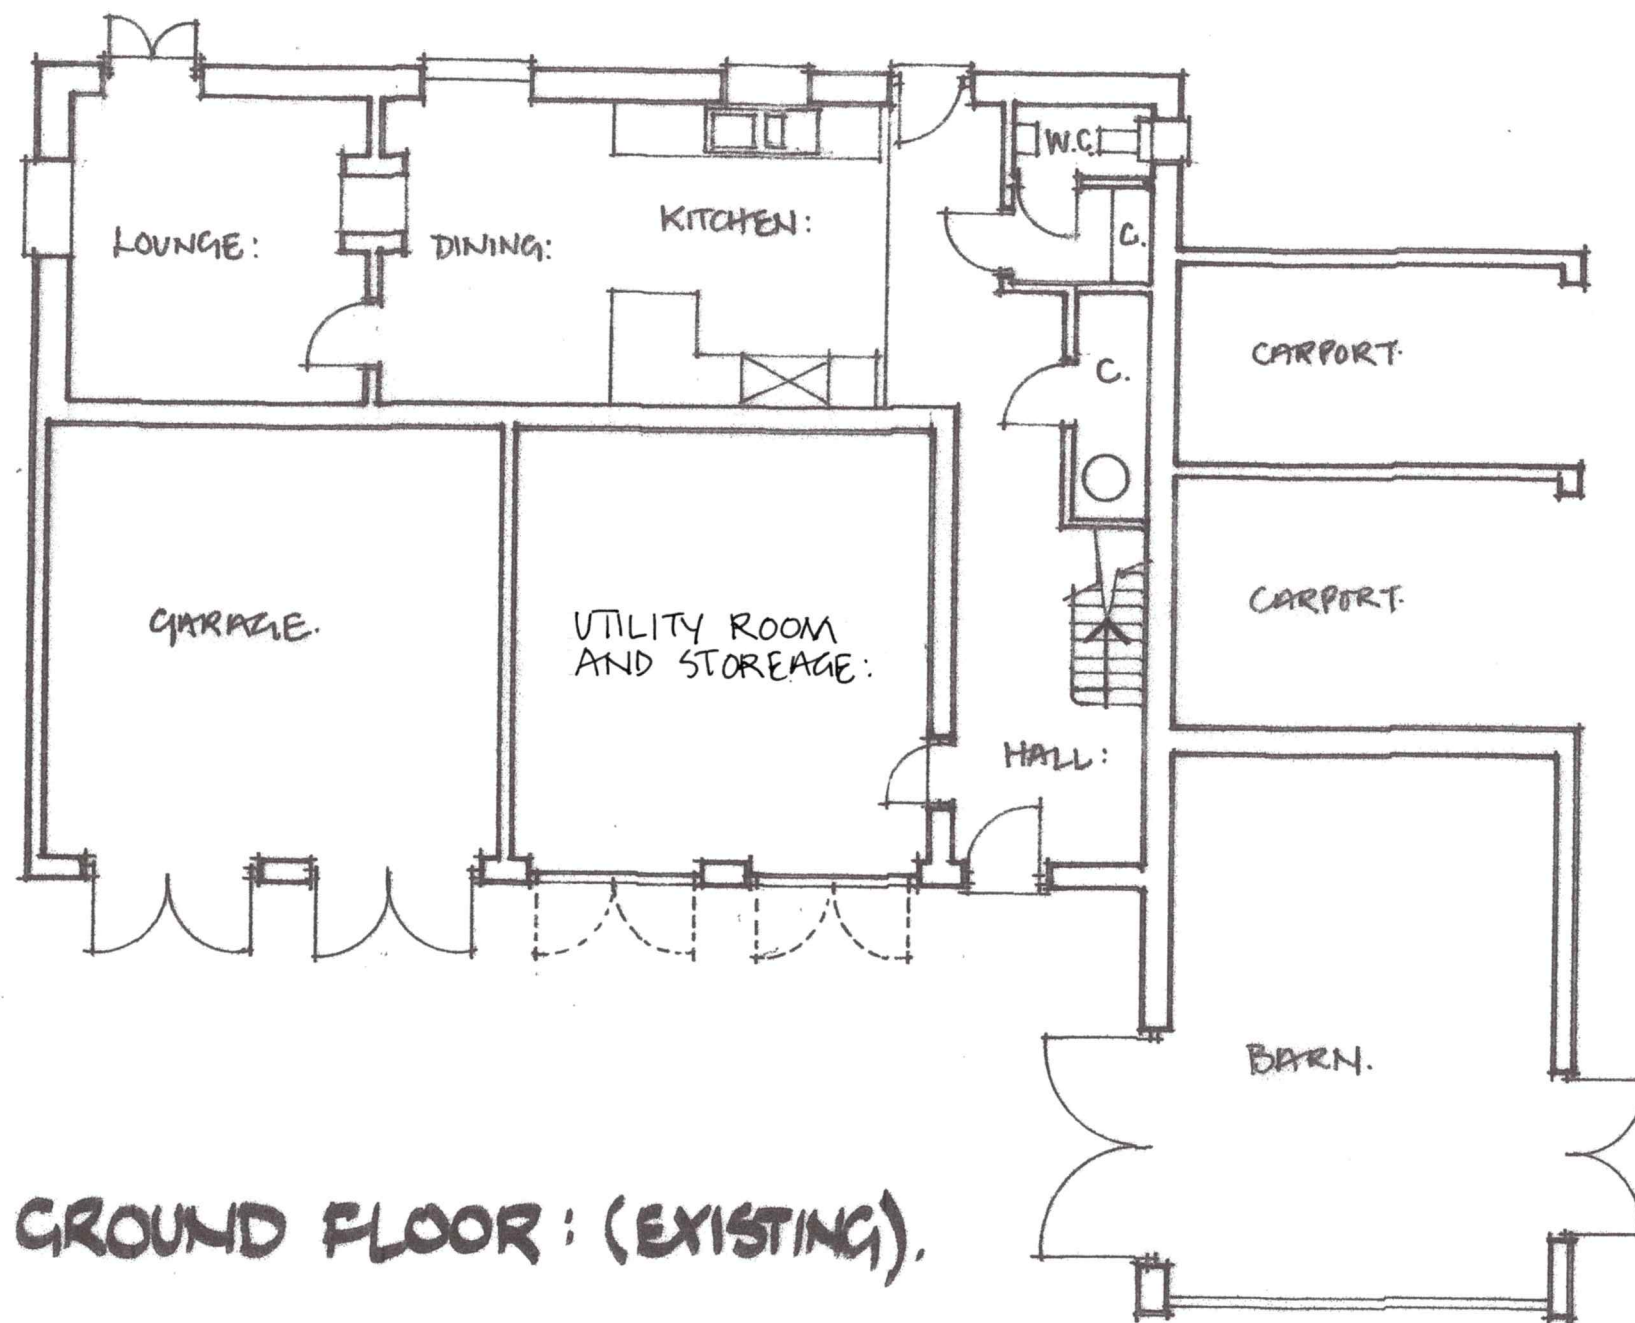 W.C.
KITCHEN:
LOUNGE:
DINING:
C.
CARPORT.
C.
CARPORT.
GARAGE.
UTILITY ROOM
AND STOREAGE:
HALL:
BARN.
GROUND FLOOR: (EXISTING).